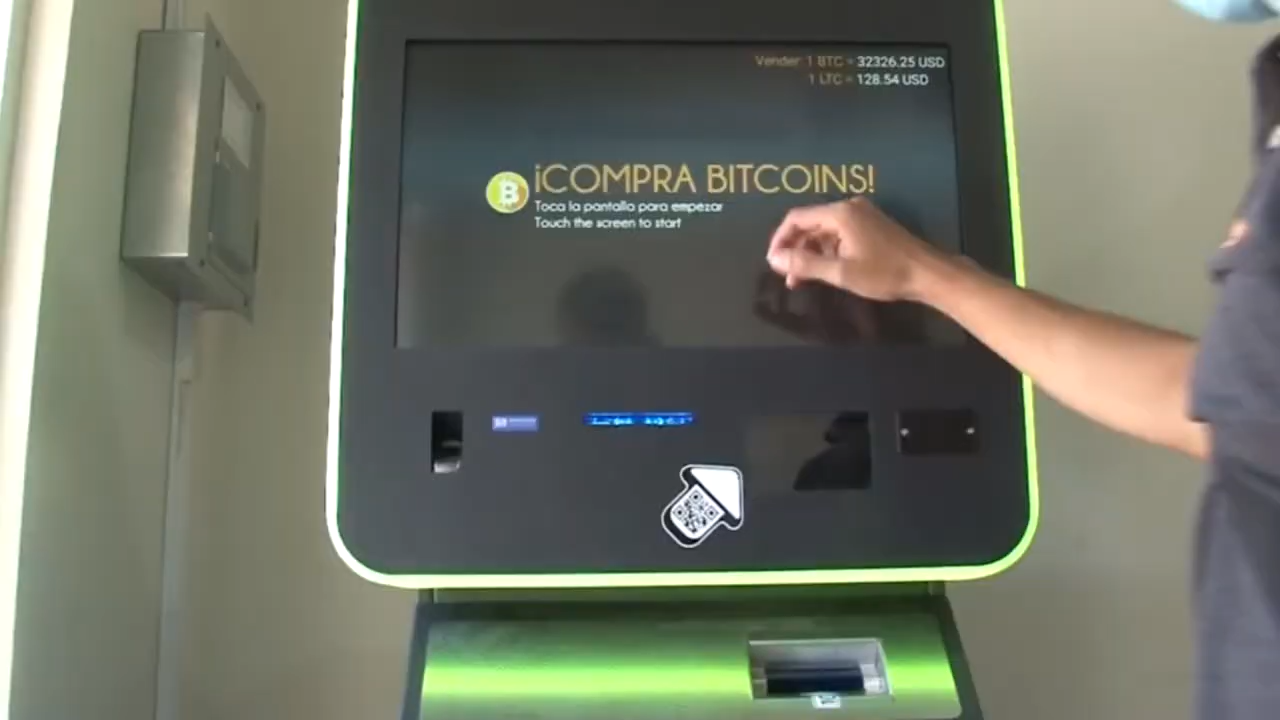 Vender: 1 BTC = 32326.25 USD
1 LTC = 128.54 USD
¡COMPRA BITCOINS!
Toca la pantalla para empezar
Touch the screen to start